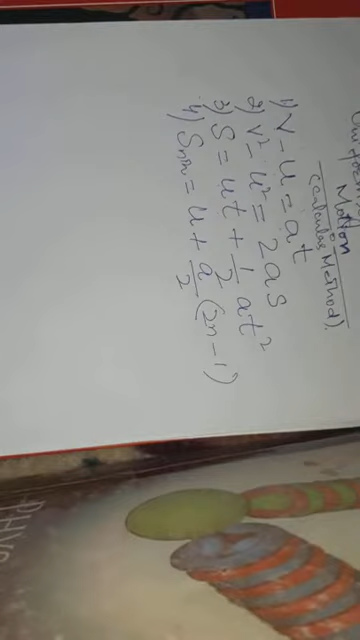 Motion
(calculus Method).
1) V - u = at
2) V² - u² = 2as
3) S = ut + 1/2 at²
4) Snth = u + a/2 (2n - 1)
PHYS